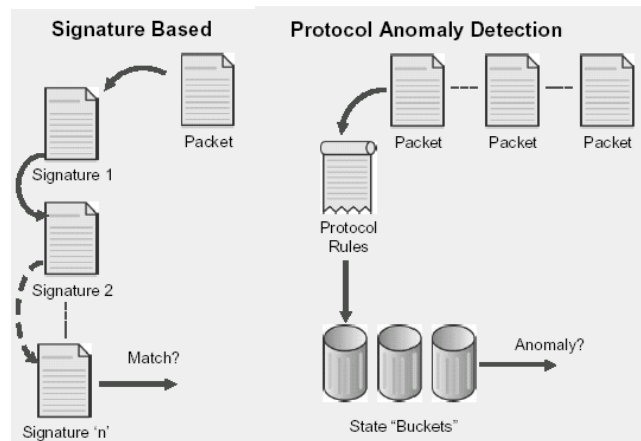 Signature Based
Packet
Signature 1
Signature 2
Signature 'n'
Match?
Protocol Anomaly Detection
Packet
Packet
Packet
Protocol
Rules
State "Buckets"
Anomaly?